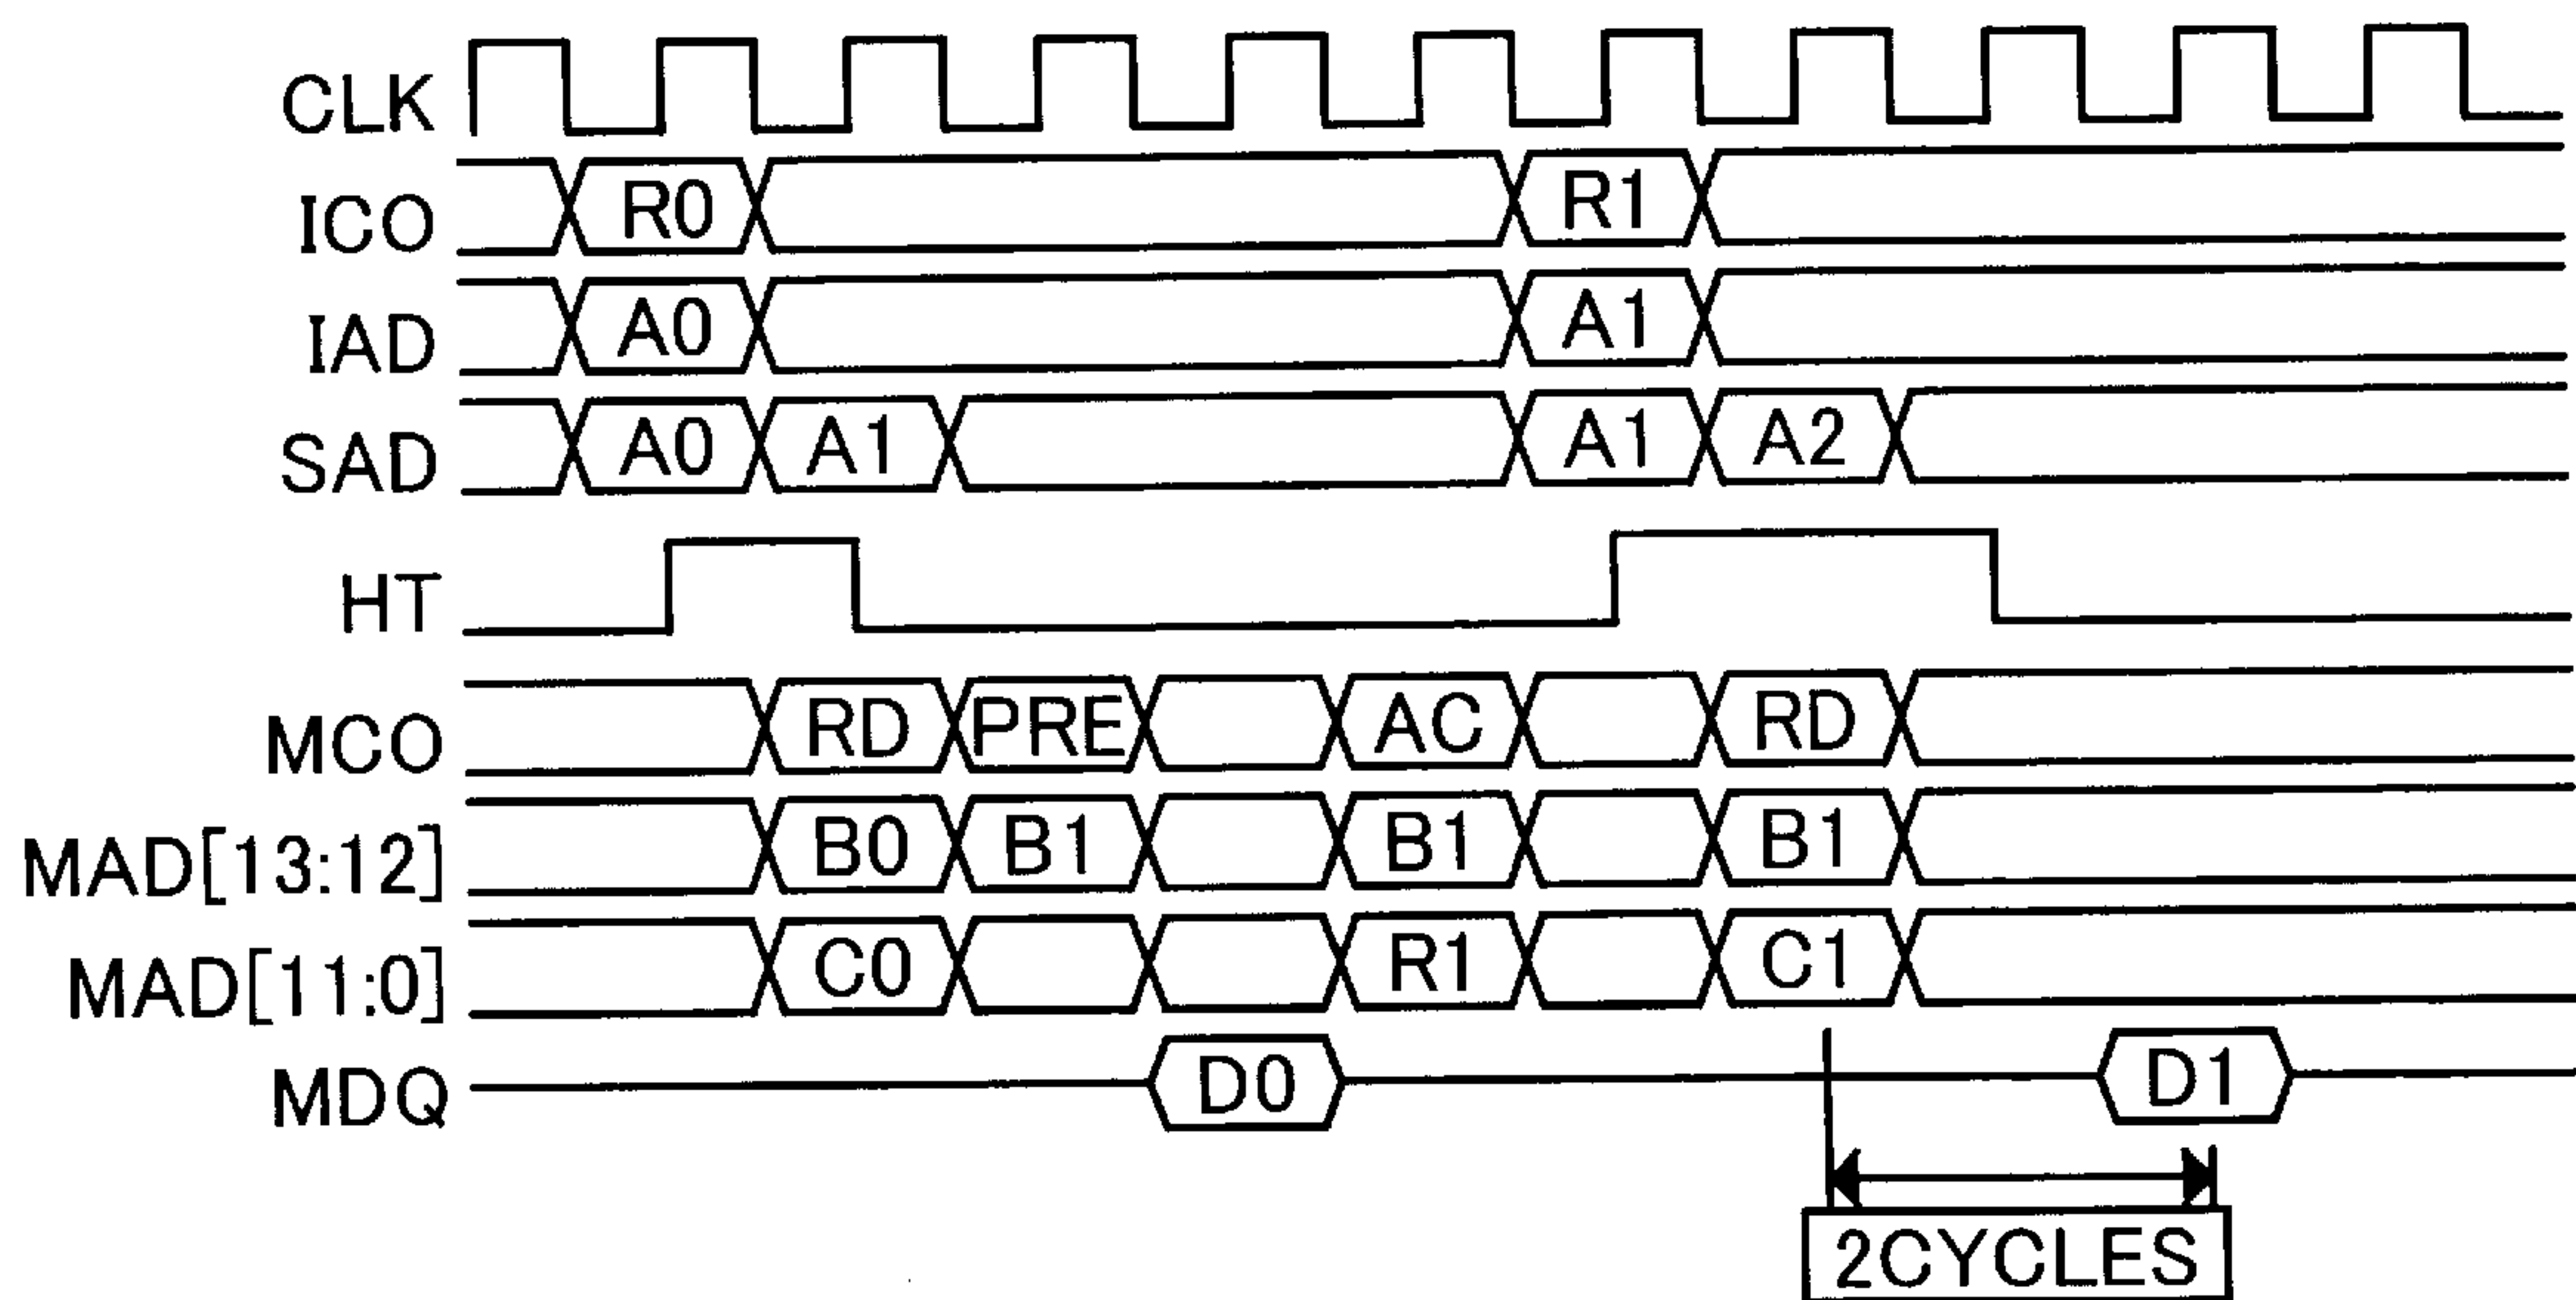 CLK
ICO R0 R1
IAD A0 A1
SAD A0 A1 A1 A2
HT
MCO RD PRE AC RD
MAD[13:12] B0 B1 B1 B1
MAD[11:0] C0 R1 C1
MDQ D0 D1
2CYCLES